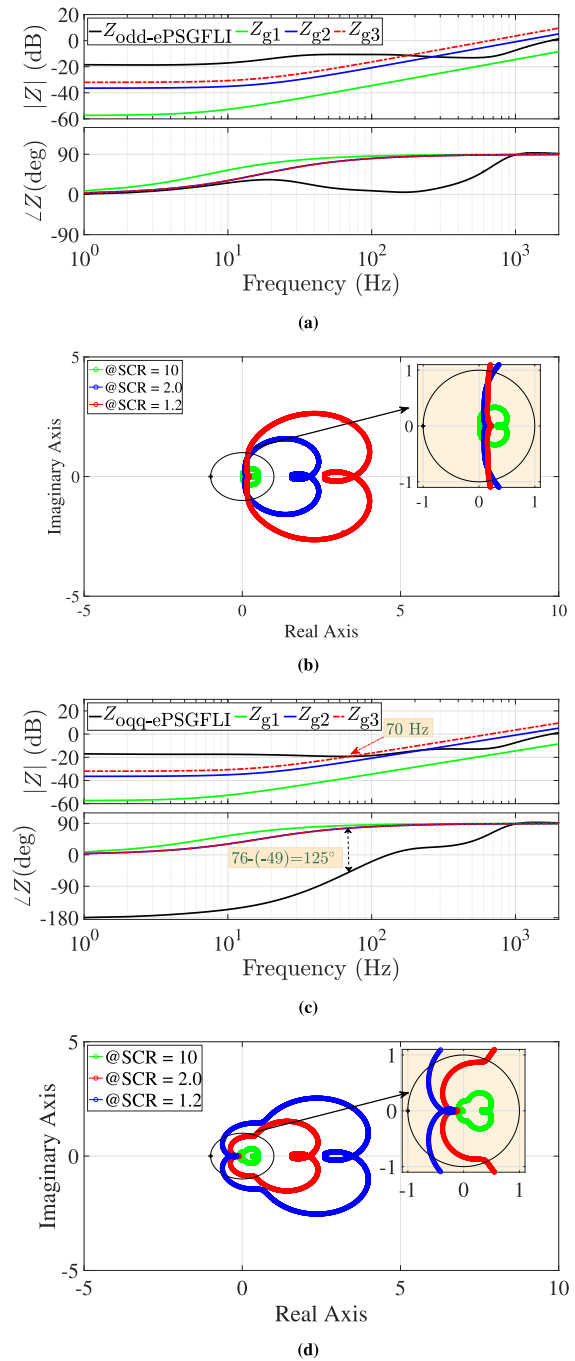 20
0
-20
-40
-60
|Z| (dB)
Z_odd-ePSGFLI Z_g1 Z_g2 Z_g3
90
0
-90
∠Z(deg)
10^0 10^1 10^2 10^3
Frequency (Hz)
(a)
5
0
-5
Imaginary Axis
@SCR = 10
@SCR = 2.0
@SCR = 1.2
1
0
-1
-1 0 1
-5 0 5 10
Real Axis
(b)
20
0
-20
-40
-60
|Z| (dB)
Z_oqq-ePSGFLI Z_g1 Z_g2 Z_g3
70 Hz
90
0
-90
-180
∠Z(deg)
76-(-49)=125°
10^0 10^1 10^2 10^3
Frequency (Hz)
(c)
5
0
-5
Imaginary Axis
@SCR = 10
@SCR = 2.0
@SCR = 1.2
1
0
-1
-1 0 1
-5 0 5 10
Real Axis
(d)